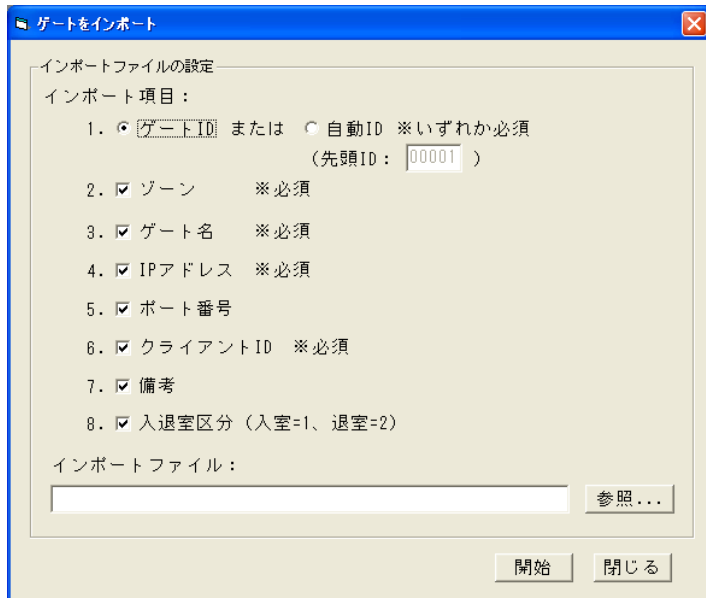 ゲートをインポート
インポートファイルの設定
インポート項目：
1. ゲートID または 自動ID ※いずれか必須
(先頭ID： 00001 )
2. ゾーン ※必須
3. ゲート名 ※必須
4. IPアドレス ※必須
5. ポート番号
6. クライアントID ※必須
7. 備考
8. 入退室区分（入室=1、退室=2）
インポートファイル：
参照...
開始 閉じる